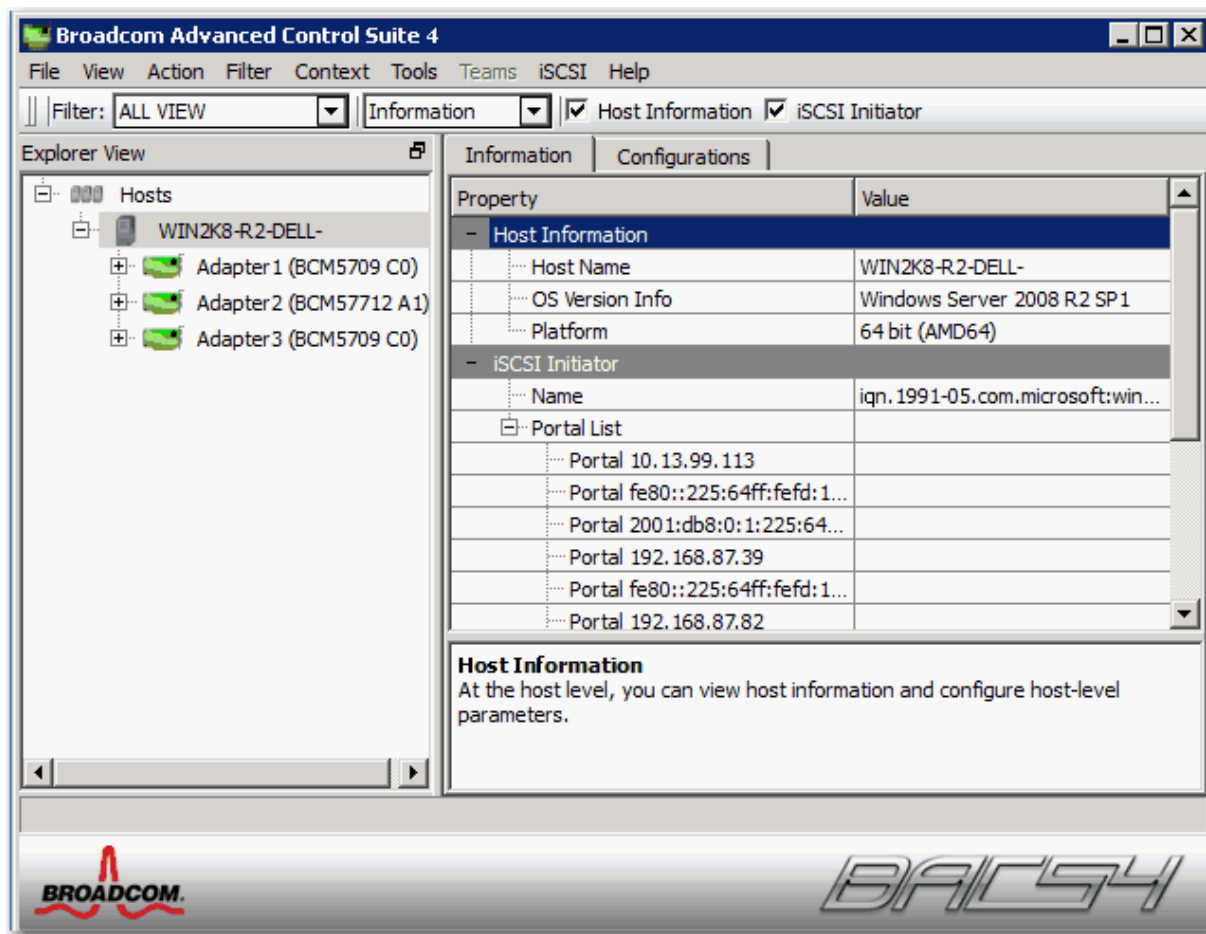 Broadcom Advanced Control Suite 4
File View Action Filter Context Tools Teams iSCSI Help
Filter: ALL VIEW Information Host Information iSCSI Initiator
Explorer View
Hosts
WIN2K8-R2-DELL-
Adapter1 (BCM5709 C0)
Adapter2 (BCM57712 A1)
Adapter3 (BCM5709 C0)
Information Configurations
Property Value
Host Information
Host Name WIN2K8-R2-DELL-
OS Version Info Windows Server 2008 R2 SP1
Platform 64 bit (AMD64)
iSCSI Initiator
Name iqn.1991-05.com.microsoft:win...
Portal List
Portal 10.13.99.113
Portal fe80::225:64ff:fefd:1...
Portal 2001:db8:0:1:225:64...
Portal 192.168.87.39
Portal fe80::225:64ff:fefd:1...
Portal 192.168.87.82
Host Information
At the host level, you can view host information and configure host-level
parameters.
BROADCOM.
BACS4